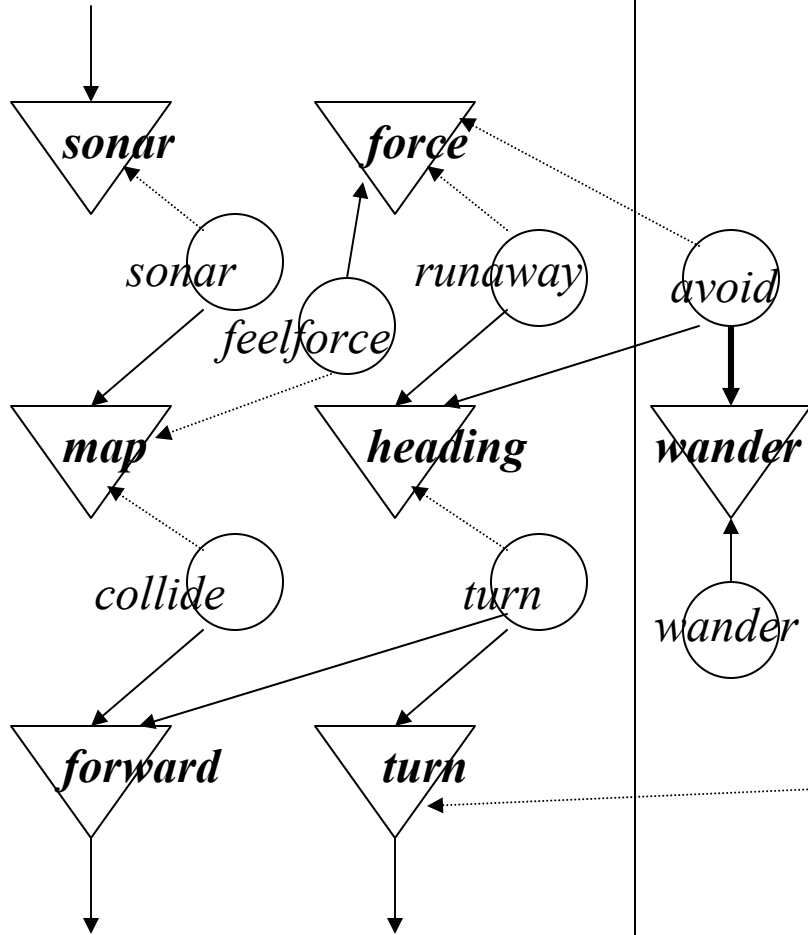 sonar
force
sonar
runaway
avoid
feelforce
map
heading
wander
collide
turn
wander
forward
turn